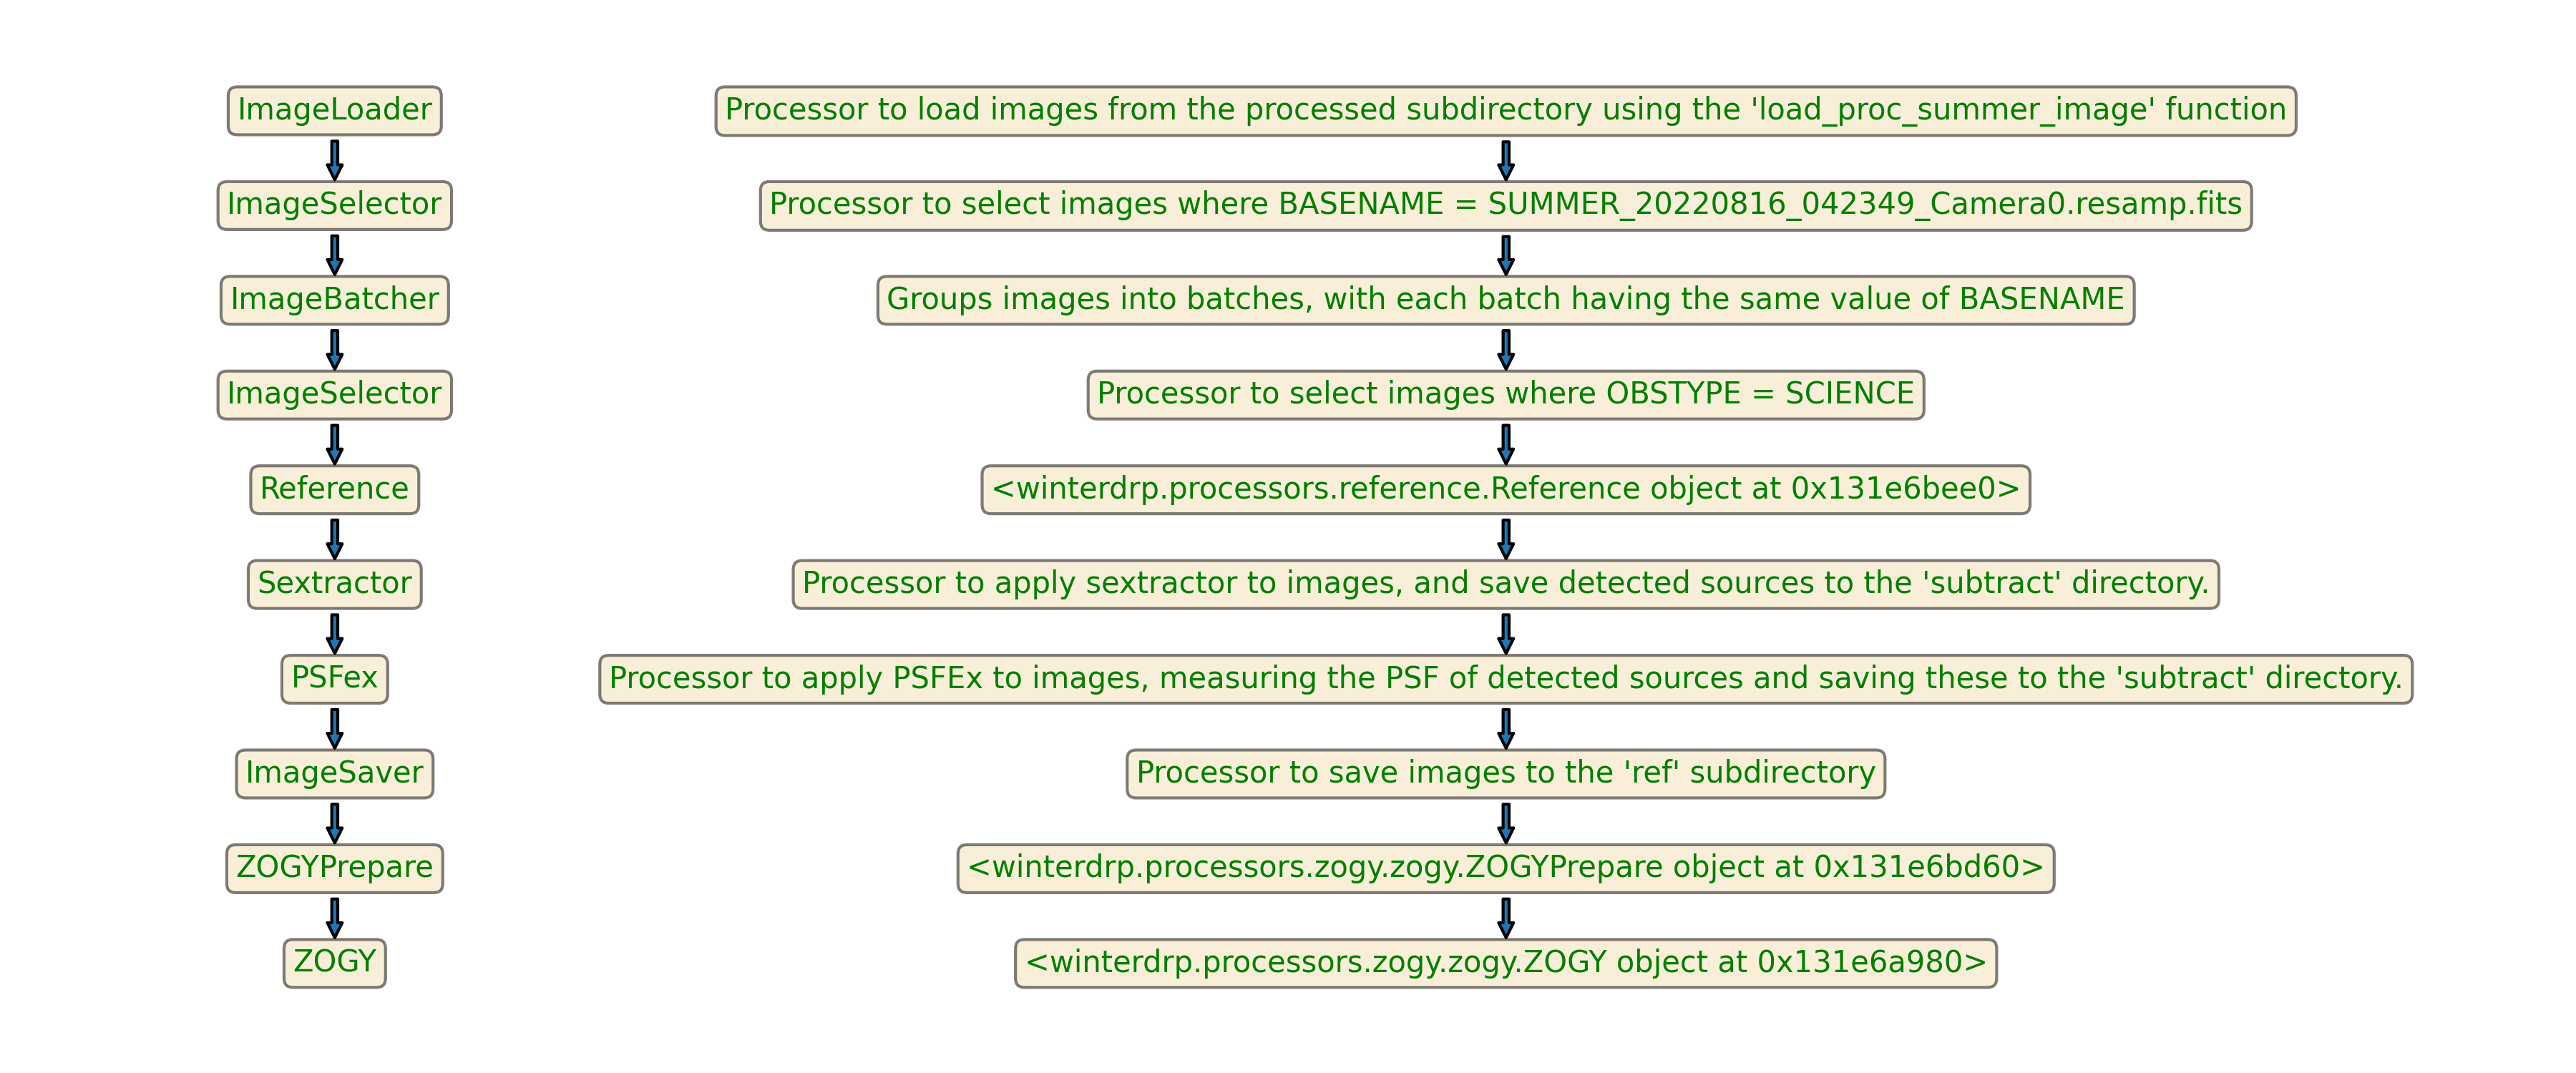 ImageLoader
Processor to load images from the processed subdirectory using the 'load_proc_summer_image' function
ImageSelector
Processor to select images where BASENAME = SUMMER_20220816_042349_Camera0.resamp.fits
ImageBatcher
Groups images into batches, with each batch having the same value of BASENAME
ImageSelector
Processor to select images where OBSTYPE = SCIENCE
Reference
<winterdrp.processors.reference.Reference object at 0x131e6bee0>
Sextractor
Processor to apply sextractor to images, and save detected sources to the 'subtract' directory.
PSFex
Processor to apply PSFEx to images, measuring the PSF of detected sources and saving these to the 'subtract' directory.
ImageSaver
Processor to save images to the 'ref' subdirectory
ZOGYPrepare
<winterdrp.processors.zogy.zogy.ZOGYPrepare object at 0x131e6bd60>
ZOGY
<winterdrp.processors.zogy.zogy.ZOGY object at 0x131e6a980>